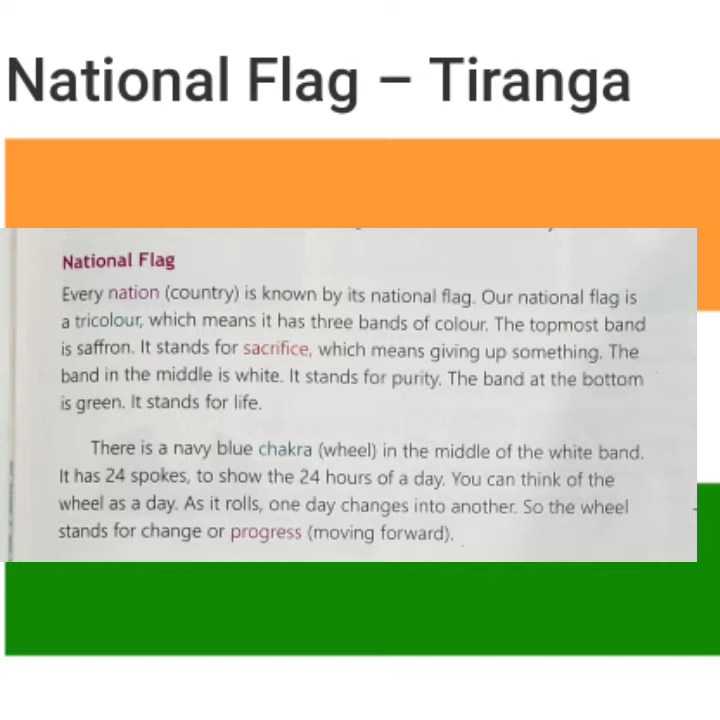 National Flag – Tiranga
National Flag
Every nation (country) is known by its national flag. Our national flag is
a tricolour, which means it has three bands of colour. The topmost band
is saffron. It stands for sacrifice, which means giving up something. The
band in the middle is white. It stands for purity. The band at the bottom
is green. It stands for life.
There is a navy blue chakra (wheel) in the middle of the white band.
It has 24 spokes, to show the 24 hours of a day. You can think of the
wheel as a day. As it rolls, one day changes into another. So the wheel
stands for change or progress (moving forward).